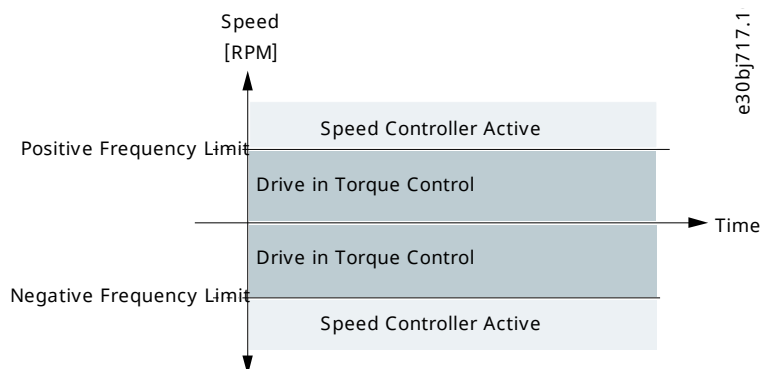 Speed
[RPM]
e30bj717.1
Speed Controller Active
Positive Frequency Limit
Drive in Torque Control
Time
Drive in Torque Control
Negative Frequency Limit
Speed Controller Active